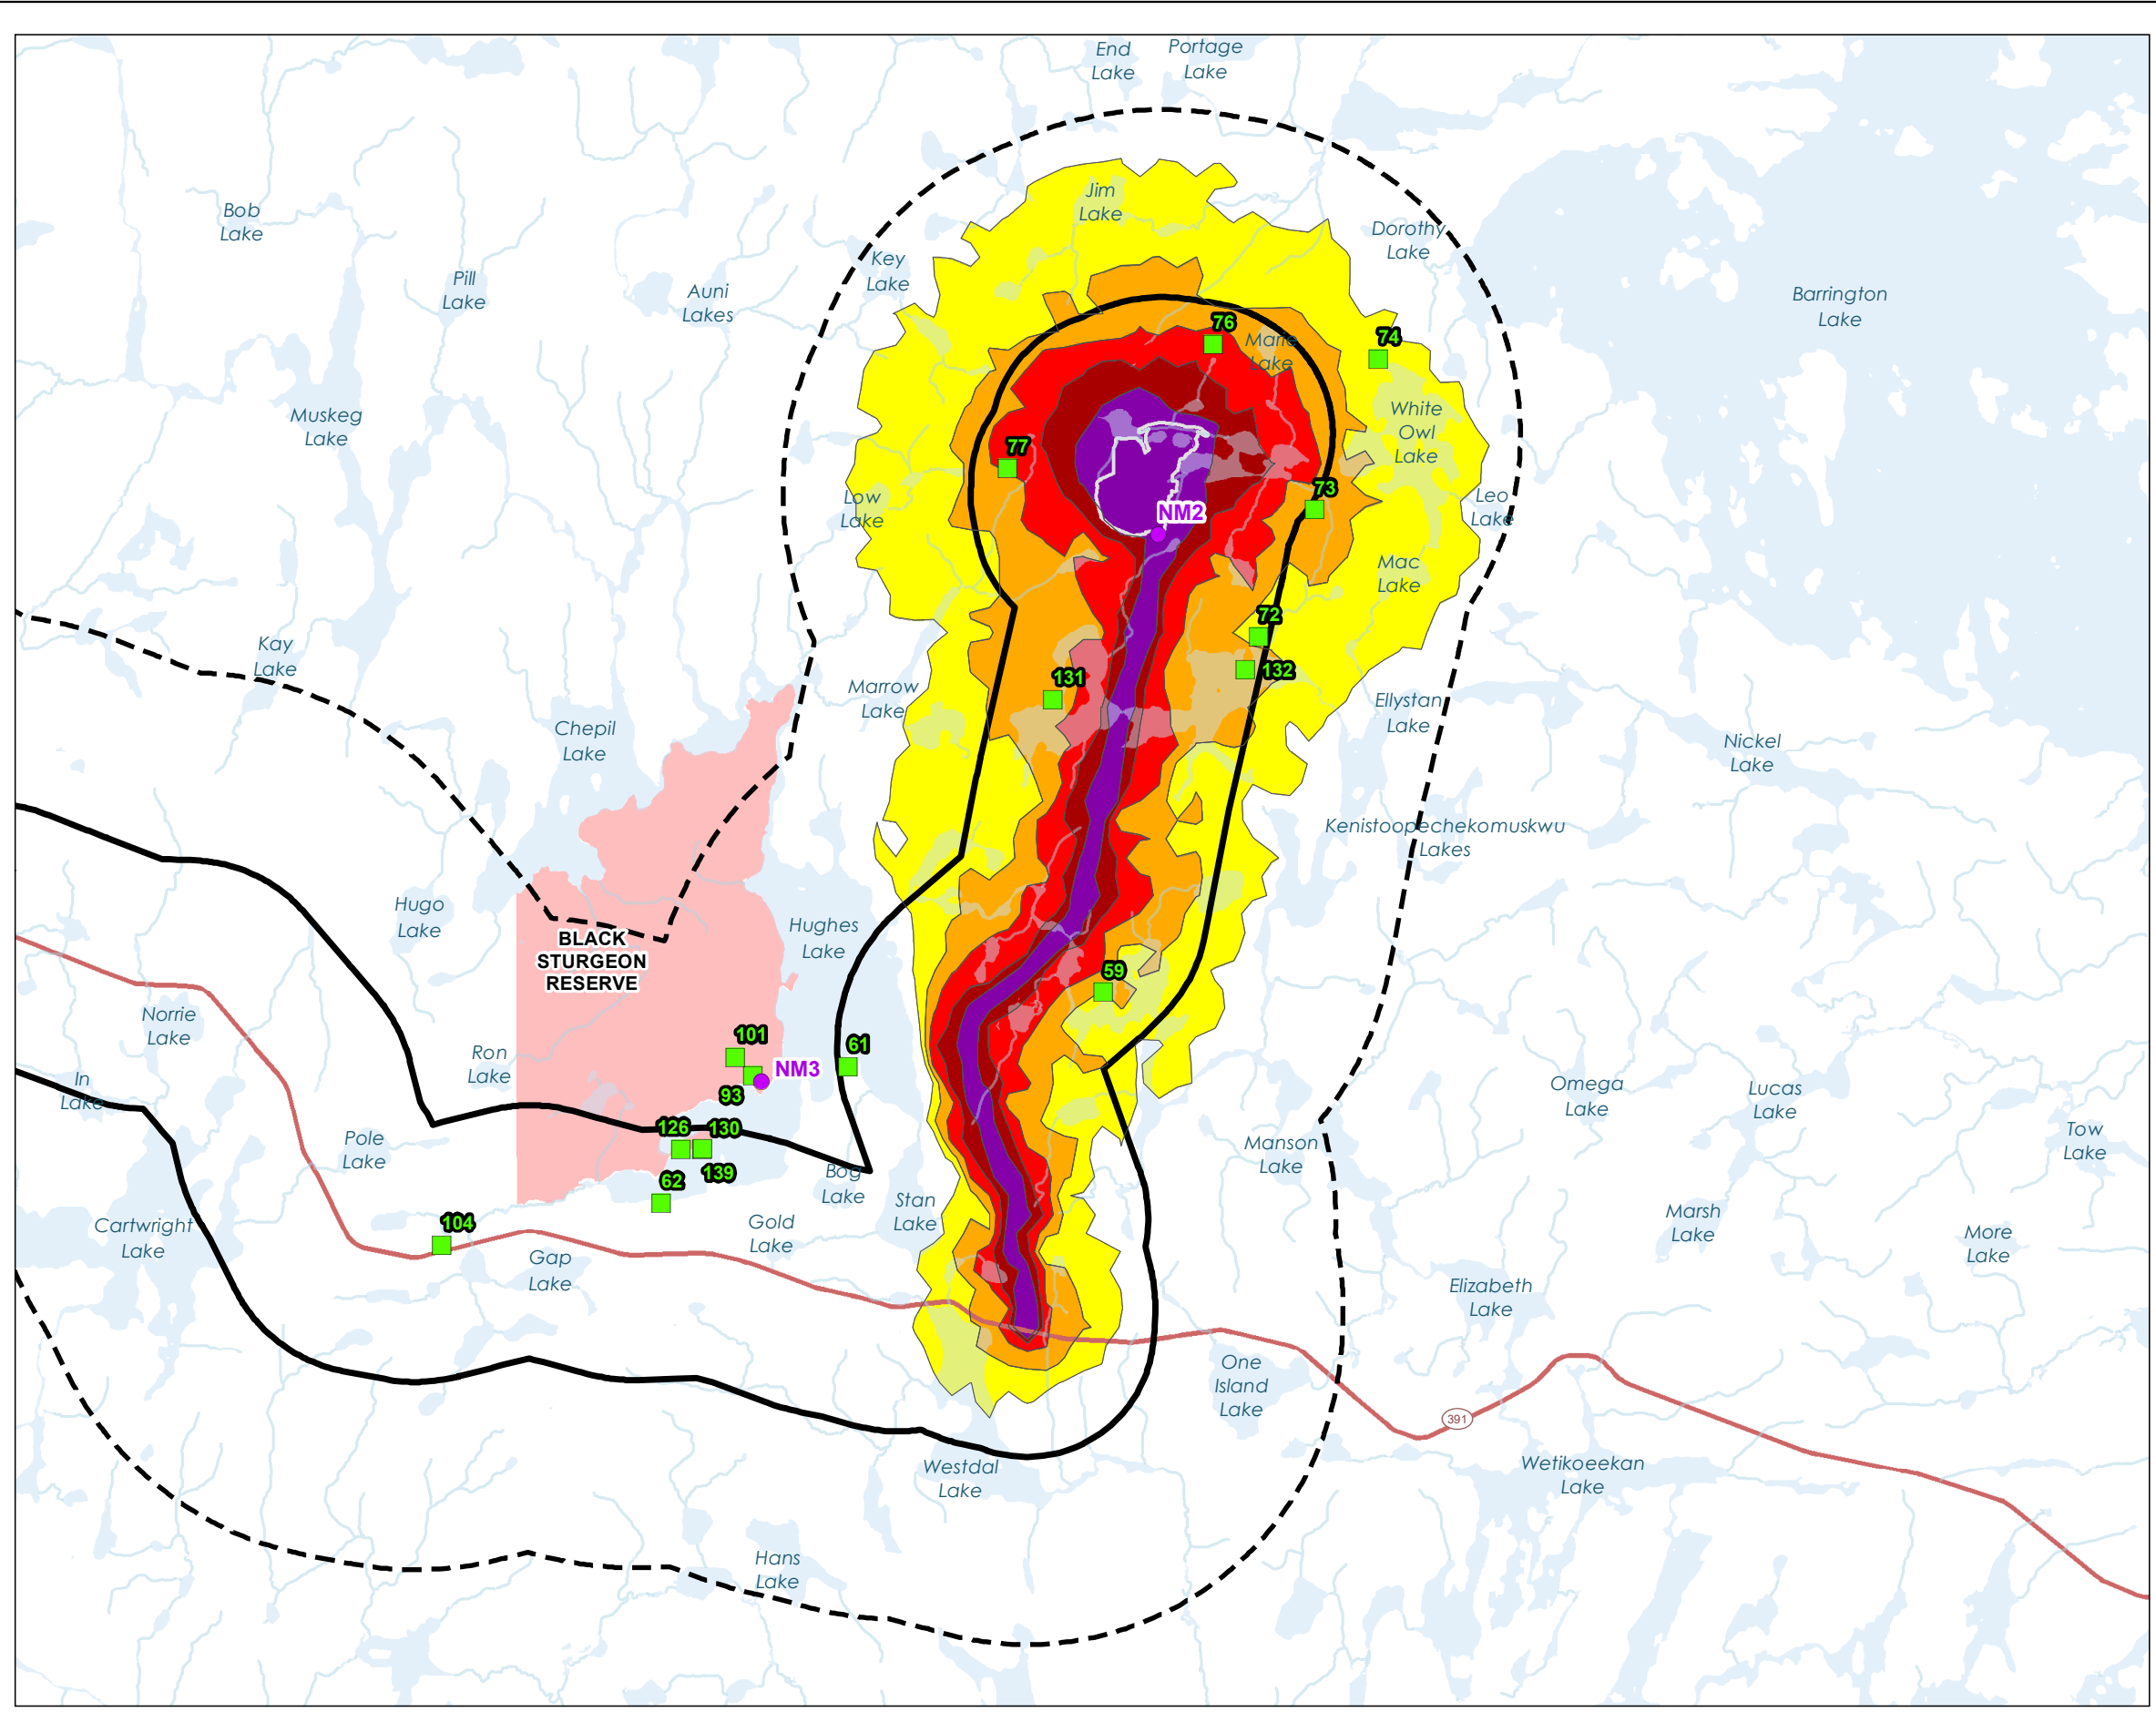 End
Lake
Portage
Lake
Jim
Lake
Bob
Lake
Dorothy
Lake
Key
Lake
Pill
Lake
Auni
Lakes
Barrington
Lake
76
74
Marie
Lake
Muskeg
Lake
White
Owl
Lake
77
73
Low
Lake
Leo
Lake
NM2
Mac
Lake
72
Kay
Lake
132
131
Marrow
Lake
Ellystan
Lake
Chepil
Lake
Nickel
Lake
Kenistoopechekomuskwu
Lakes
Hugo
Lake
Hughes
Lake
BLACK
STURGEON
RESERVE
59
Norrie
Lake
101
61
Ron
Lake
NM3
In
Lake
93
Omega
Lake
Lucas
Lake
126
130
Pole
Lake
Manson
Lake
Tow
Lake
139
62
Bog
Lake
Stan
Lake
104
Cartwright
Lake
Gold
Lake
Marsh
Lake
More
Lake
Gap
Lake
Elizabeth
Lake
One
Island
Lake
391
Westdal
Lake
Wetikoeekan
Lake
Hans
Lake